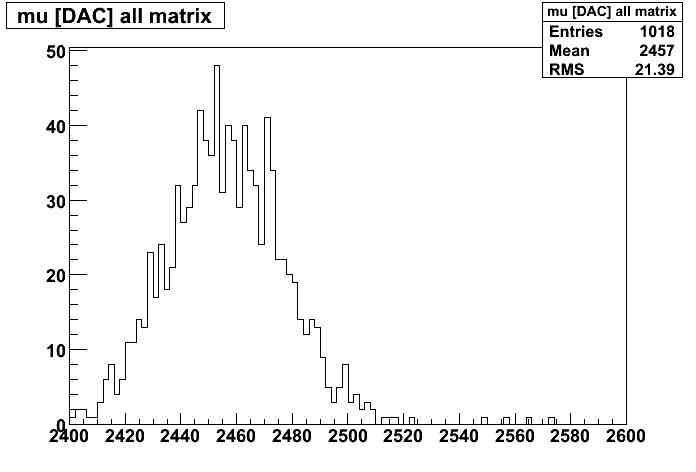 mu [DAC] all matrix
mu [DAC] all matrix
Entries 1018
Mean 2457
RMS 21.39
50
40
30
20
10
0
2400 2420 2440 2460 2480 2500 2520 2540 2560 2580 2600